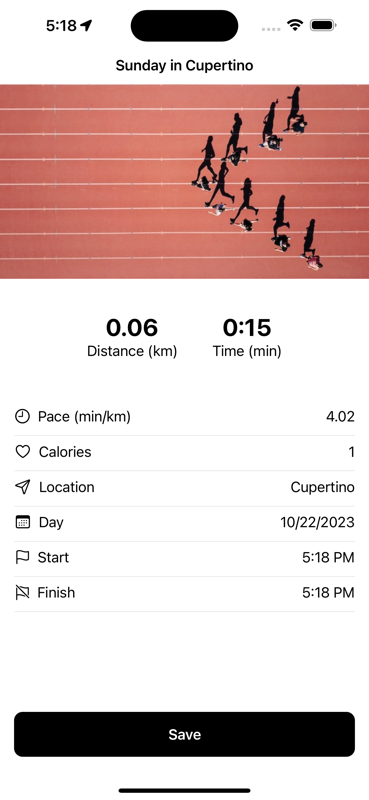 5:18
Sunday in Cupertino
0.06 0:15
Distance (km) Time (min)
Pace (min/km) 4.02
Calories 1
Location Cupertino
Day 10/22/2023
Start 5:18 PM
Finish 5:18 PM
Save